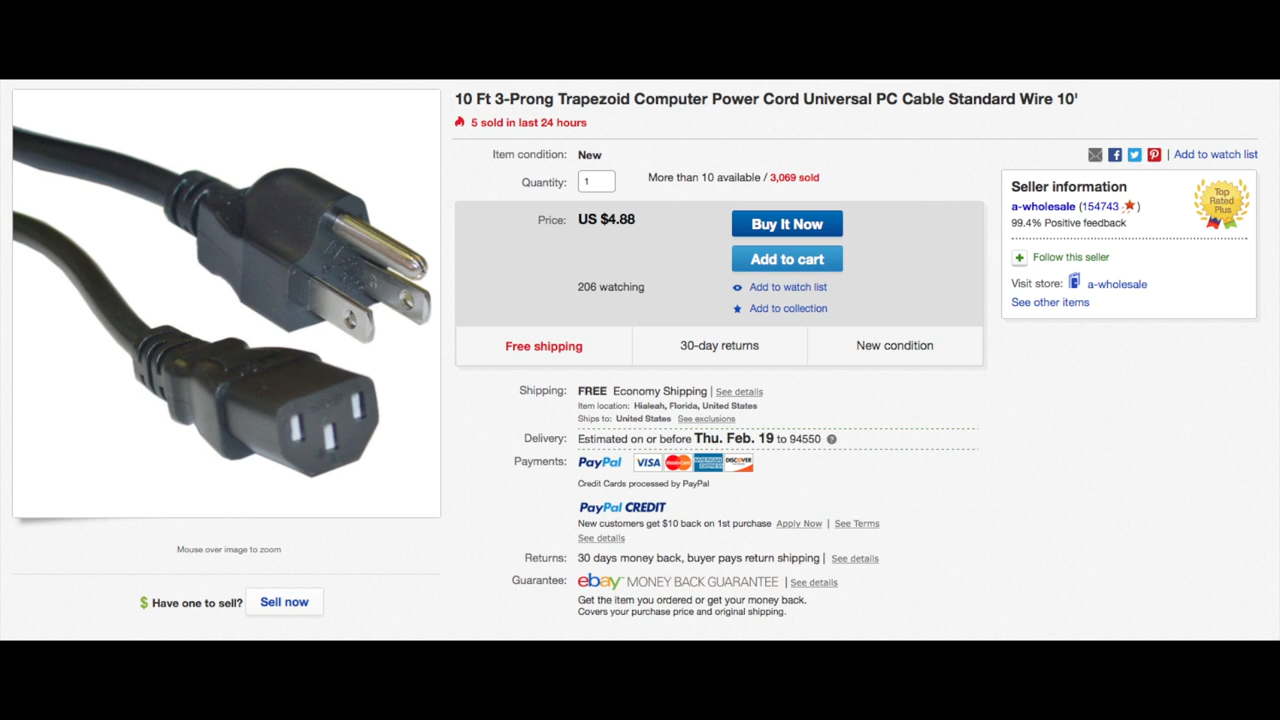 10 Ft 3-Prong Trapezoid Computer Power Cord Universal PC Cable Standard Wire 10'
5 sold in last 24 hours
Item condition: New
Quantity: 1 More than 10 available / 3,069 sold
Price: US $4.88
Buy It Now
Add to cart
206 watching
Add to watch list
Add to collection
Free shipping 30-day returns New condition
Shipping: FREE Economy Shipping | See details
Item location: Hialeah, Florida, United States
Ships to: United States See exclusions
Delivery: Estimated on or before Thu. Feb. 19 to 94550 ?
Payments: PayPal VISA MasterCard AMERICAN EXPRESS DISCOVER
Credit Cards processed by PayPal
PayPal CREDIT
New customers get $10 back on 1st purchase Apply Now | See Terms
See details
Returns: 30 days money back, buyer pays return shipping | See details
Guarantee: ebay MONEY BACK GUARANTEE | See details
Get the item you ordered or get your money back.
Covers your purchase price and original shipping.
| Add to watch list
Seller information
a-wholesale (154743 )
99.4% Positive feedback
Top
Rated
Plus
Follow this seller
Visit store: a-wholesale
See other items
Mouse over image to zoom
$ Have one to sell? Sell now